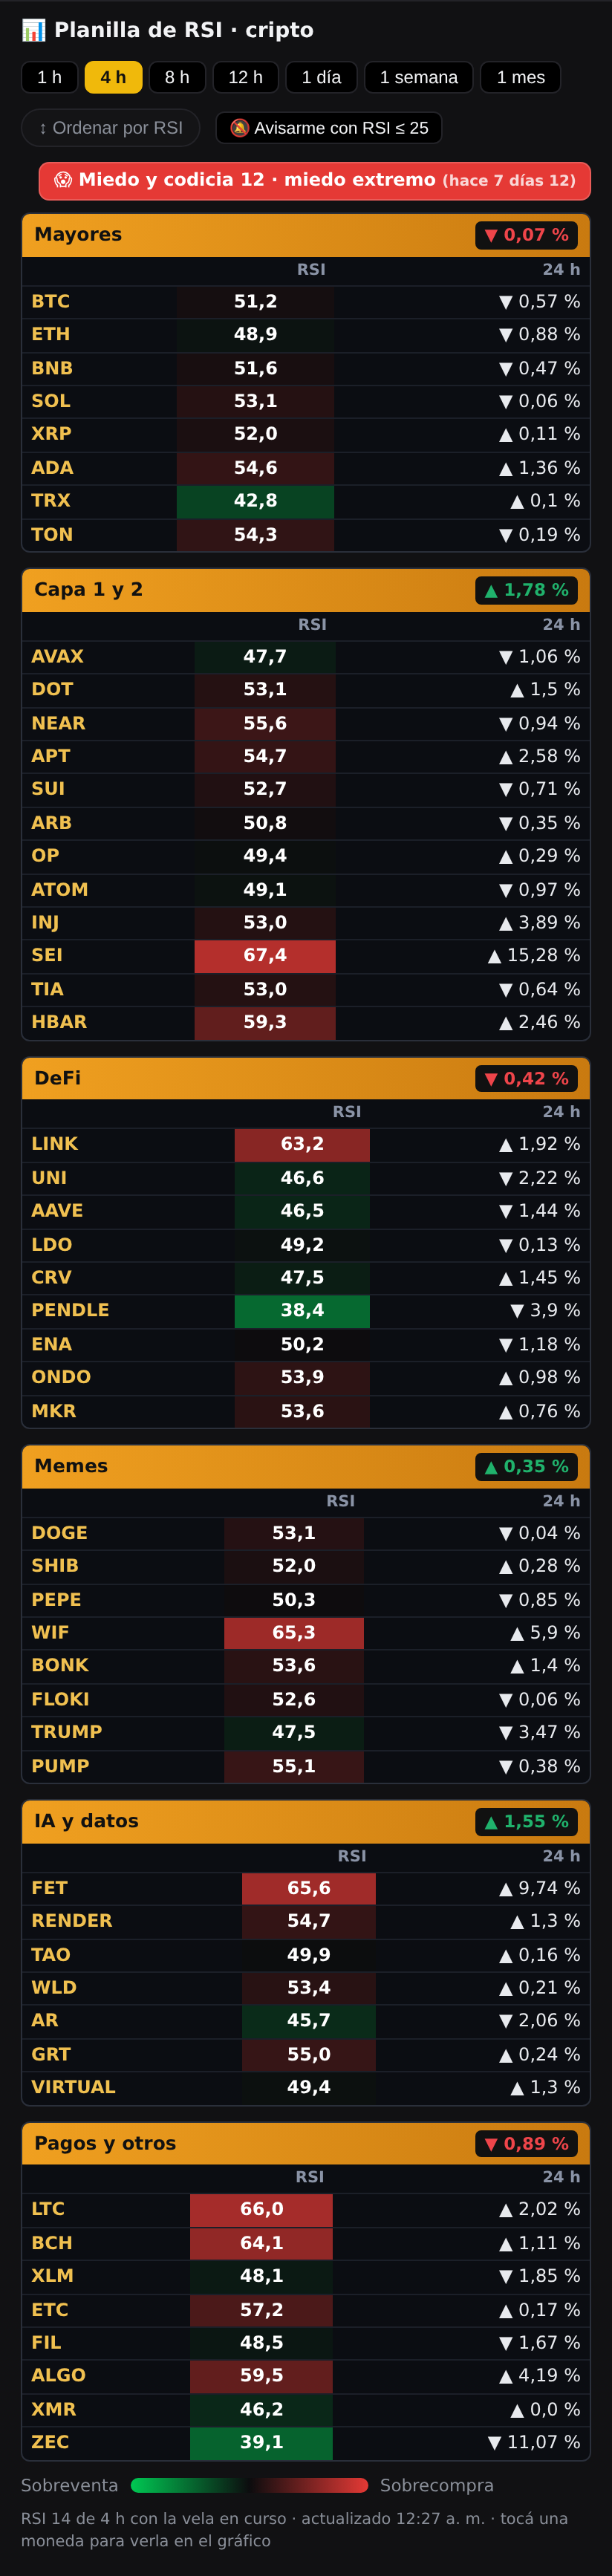 📊 Planilla de RSI · cripto
1 h 4 h 8 h 12 h 1 día 1 semana 1 mes
↕ Ordenar por RSI 🔕 Avisarme con RSI ≤ 25
😱 Miedo y codicia 12 · miedo extremo (hace 7 días 12)
Mayores ▼ 0,07 %
RSI 24 h
BTC 51,2 ▼ 0,57 %
ETH 48,9 ▼ 0,88 %
BNB 51,6 ▼ 0,47 %
SOL 53,1 ▼ 0,06 %
XRP 52,0 ▲ 0,11 %
ADA 54,6 ▲ 1,36 %
TRX 42,8 ▲ 0,1 %
TON 54,3 ▼ 0,19 %
Capa 1 y 2 ▲ 1,78 %
RSI 24 h
AVAX 47,7 ▼ 1,06 %
DOT 53,1 ▲ 1,5 %
NEAR 55,6 ▼ 0,94 %
APT 54,7 ▲ 2,58 %
SUI 52,7 ▼ 0,71 %
ARB 50,8 ▼ 0,35 %
OP 49,4 ▲ 0,29 %
ATOM 49,1 ▼ 0,97 %
INJ 53,0 ▲ 3,89 %
SEI 67,4 ▲ 15,28 %
TIA 53,0 ▼ 0,64 %
HBAR 59,3 ▲ 2,46 %
DeFi ▼ 0,42 %
RSI 24 h
LINK 63,2 ▲ 1,92 %
UNI 46,6 ▼ 2,22 %
AAVE 46,5 ▼ 1,44 %
LDO 49,2 ▼ 0,13 %
CRV 47,5 ▲ 1,45 %
PENDLE 38,4 ▼ 3,9 %
ENA 50,2 ▼ 1,18 %
ONDO 53,9 ▲ 0,98 %
MKR 53,6 ▲ 0,76 %
Memes ▲ 0,35 %
RSI 24 h
DOGE 53,1 ▼ 0,04 %
SHIB 52,0 ▲ 0,28 %
PEPE 50,3 ▼ 0,85 %
WIF 65,3 ▲ 5,9 %
BONK 53,6 ▲ 1,4 %
FLOKI 52,6 ▼ 0,06 %
TRUMP 47,5 ▼ 3,47 %
PUMP 55,1 ▼ 0,38 %
IA y datos ▲ 1,55 %
RSI 24 h
FET 65,6 ▲ 9,74 %
RENDER 54,7 ▲ 1,3 %
TAO 49,9 ▲ 0,16 %
WLD 53,4 ▲ 0,21 %
AR 45,7 ▼ 2,06 %
GRT 55,0 ▲ 0,24 %
VIRTUAL 49,4 ▲ 1,3 %
Pagos y otros ▼ 0,89 %
RSI 24 h
LTC 66,0 ▲ 2,02 %
BCH 64,1 ▲ 1,11 %
XLM 48,1 ▼ 1,85 %
ETC 57,2 ▲ 0,17 %
FIL 48,5 ▼ 1,67 %
ALGO 59,5 ▲ 4,19 %
XMR 46,2 ▲ 0,0 %
ZEC 39,1 ▼ 11,07 %
Sobreventa Sobrecompra
RSI 14 de 4 h con la vela en curso · actualizado 12:27 a. m. · tocá una
moneda para verla en el gráfico